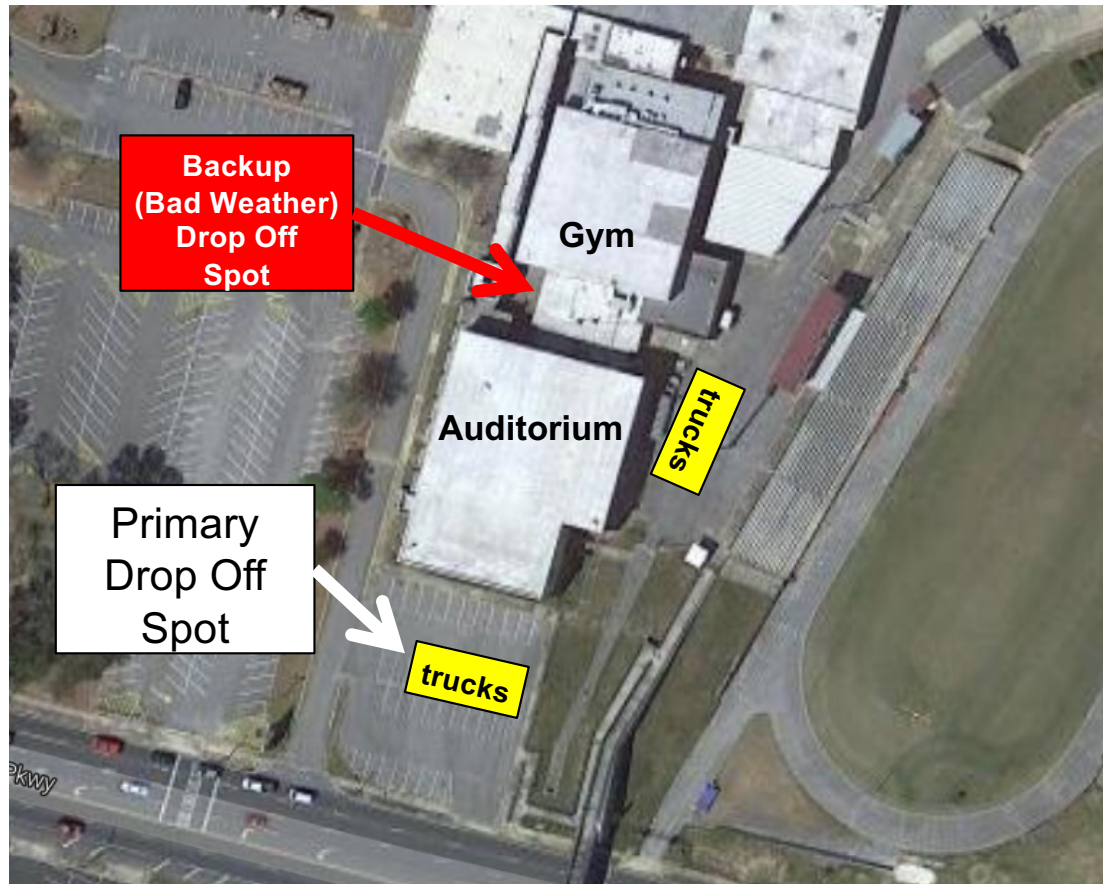 Backup
(Bad Weather)
Drop Off
Spot
Gym
Auditorium
trucks
Primary
Drop Off
Spot
trucks
Pkwy